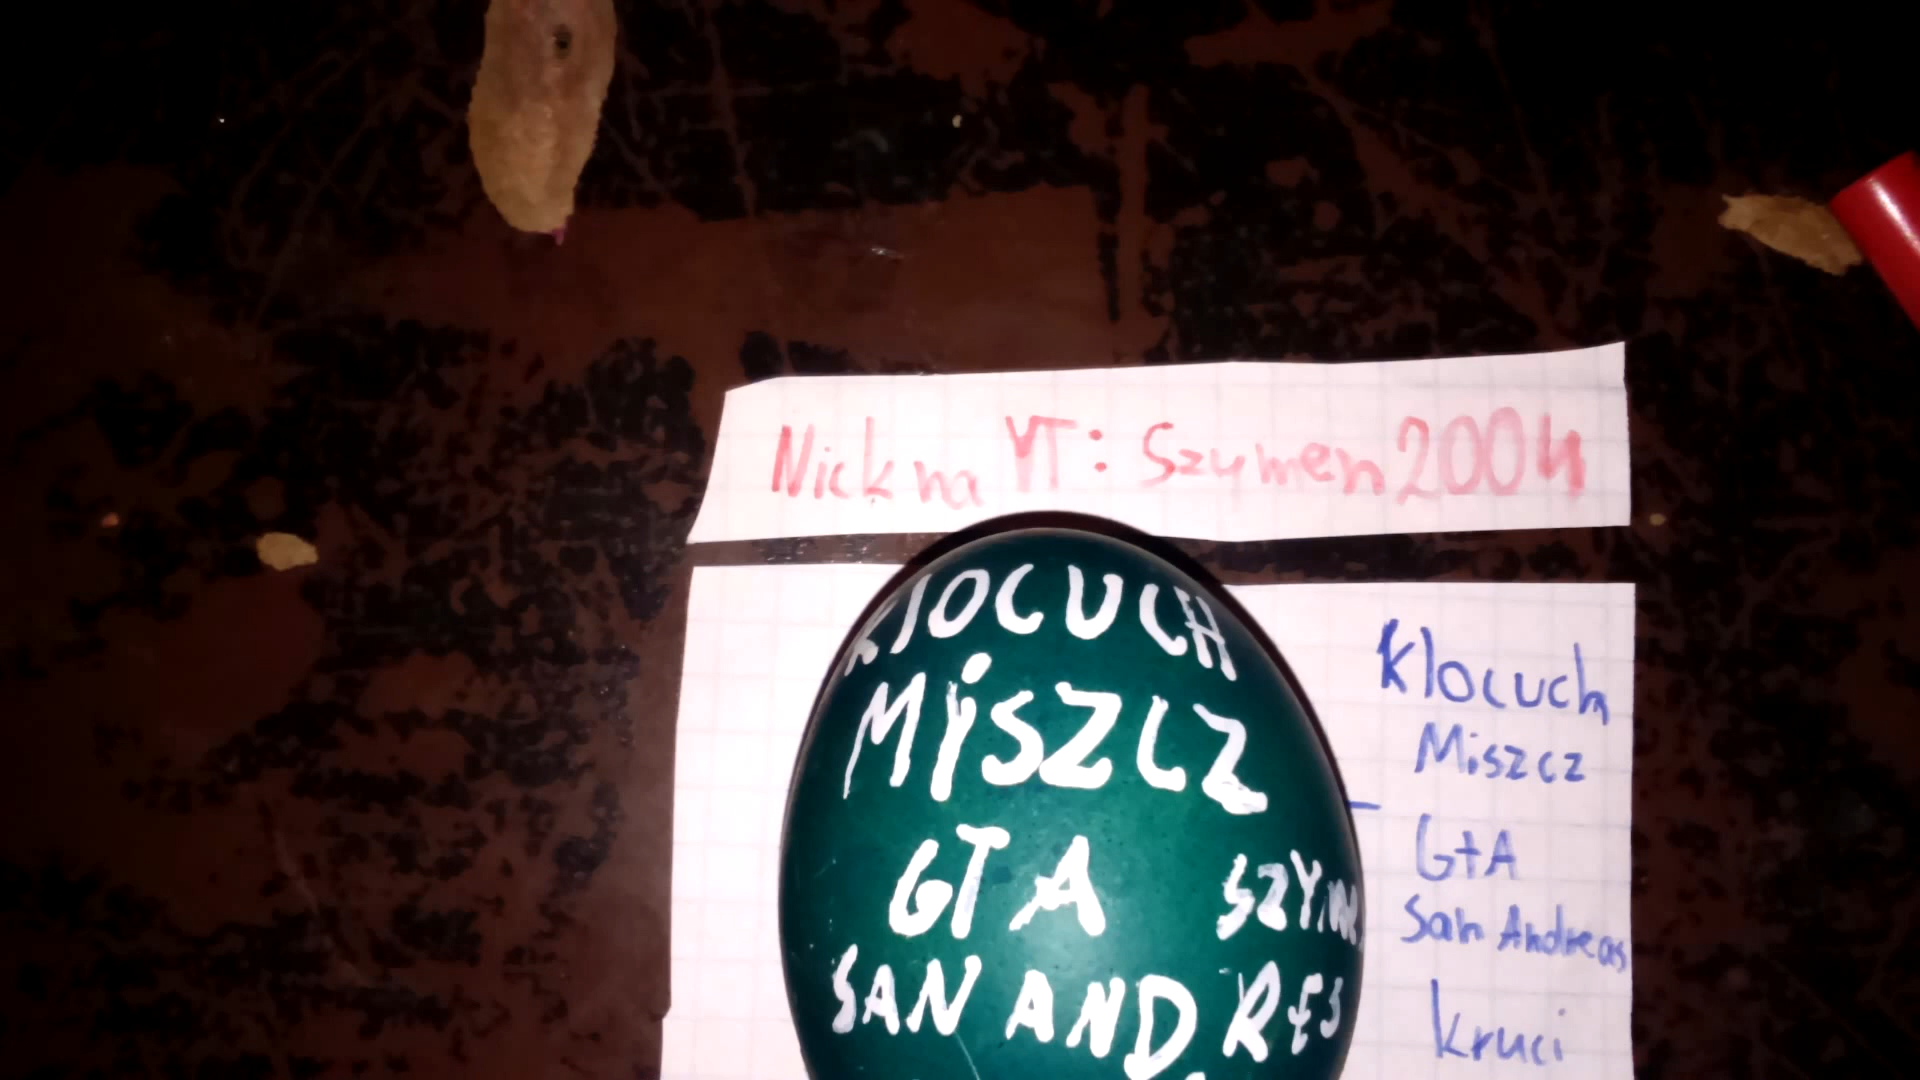 Nick na YT: Szymen2004
KlOCUCH
MiSZCZ
GTA
SAN ANDRES
Klocuch
Miszcz
GtA
San Andreas
kruci